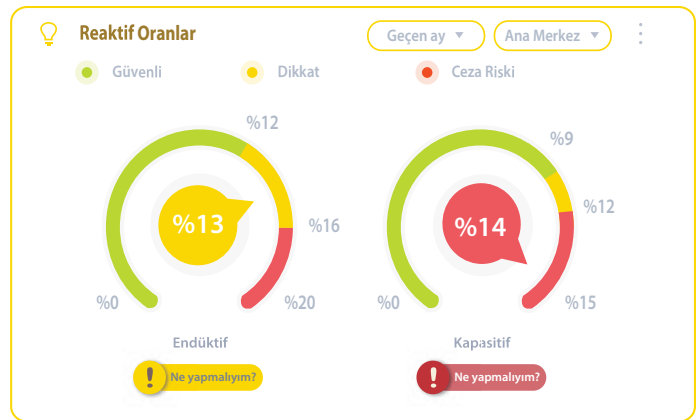 Reaktif Oranlar
Geçen ay
Ana Merkez
Güvenli
Dikkat
Ceza Riski
%12
%13
%16
%0
%20
Endüktif
Ne yapmalıyım?
%9
%14
%12
%0
%15
Kapasitif
Ne yapmalıyım?